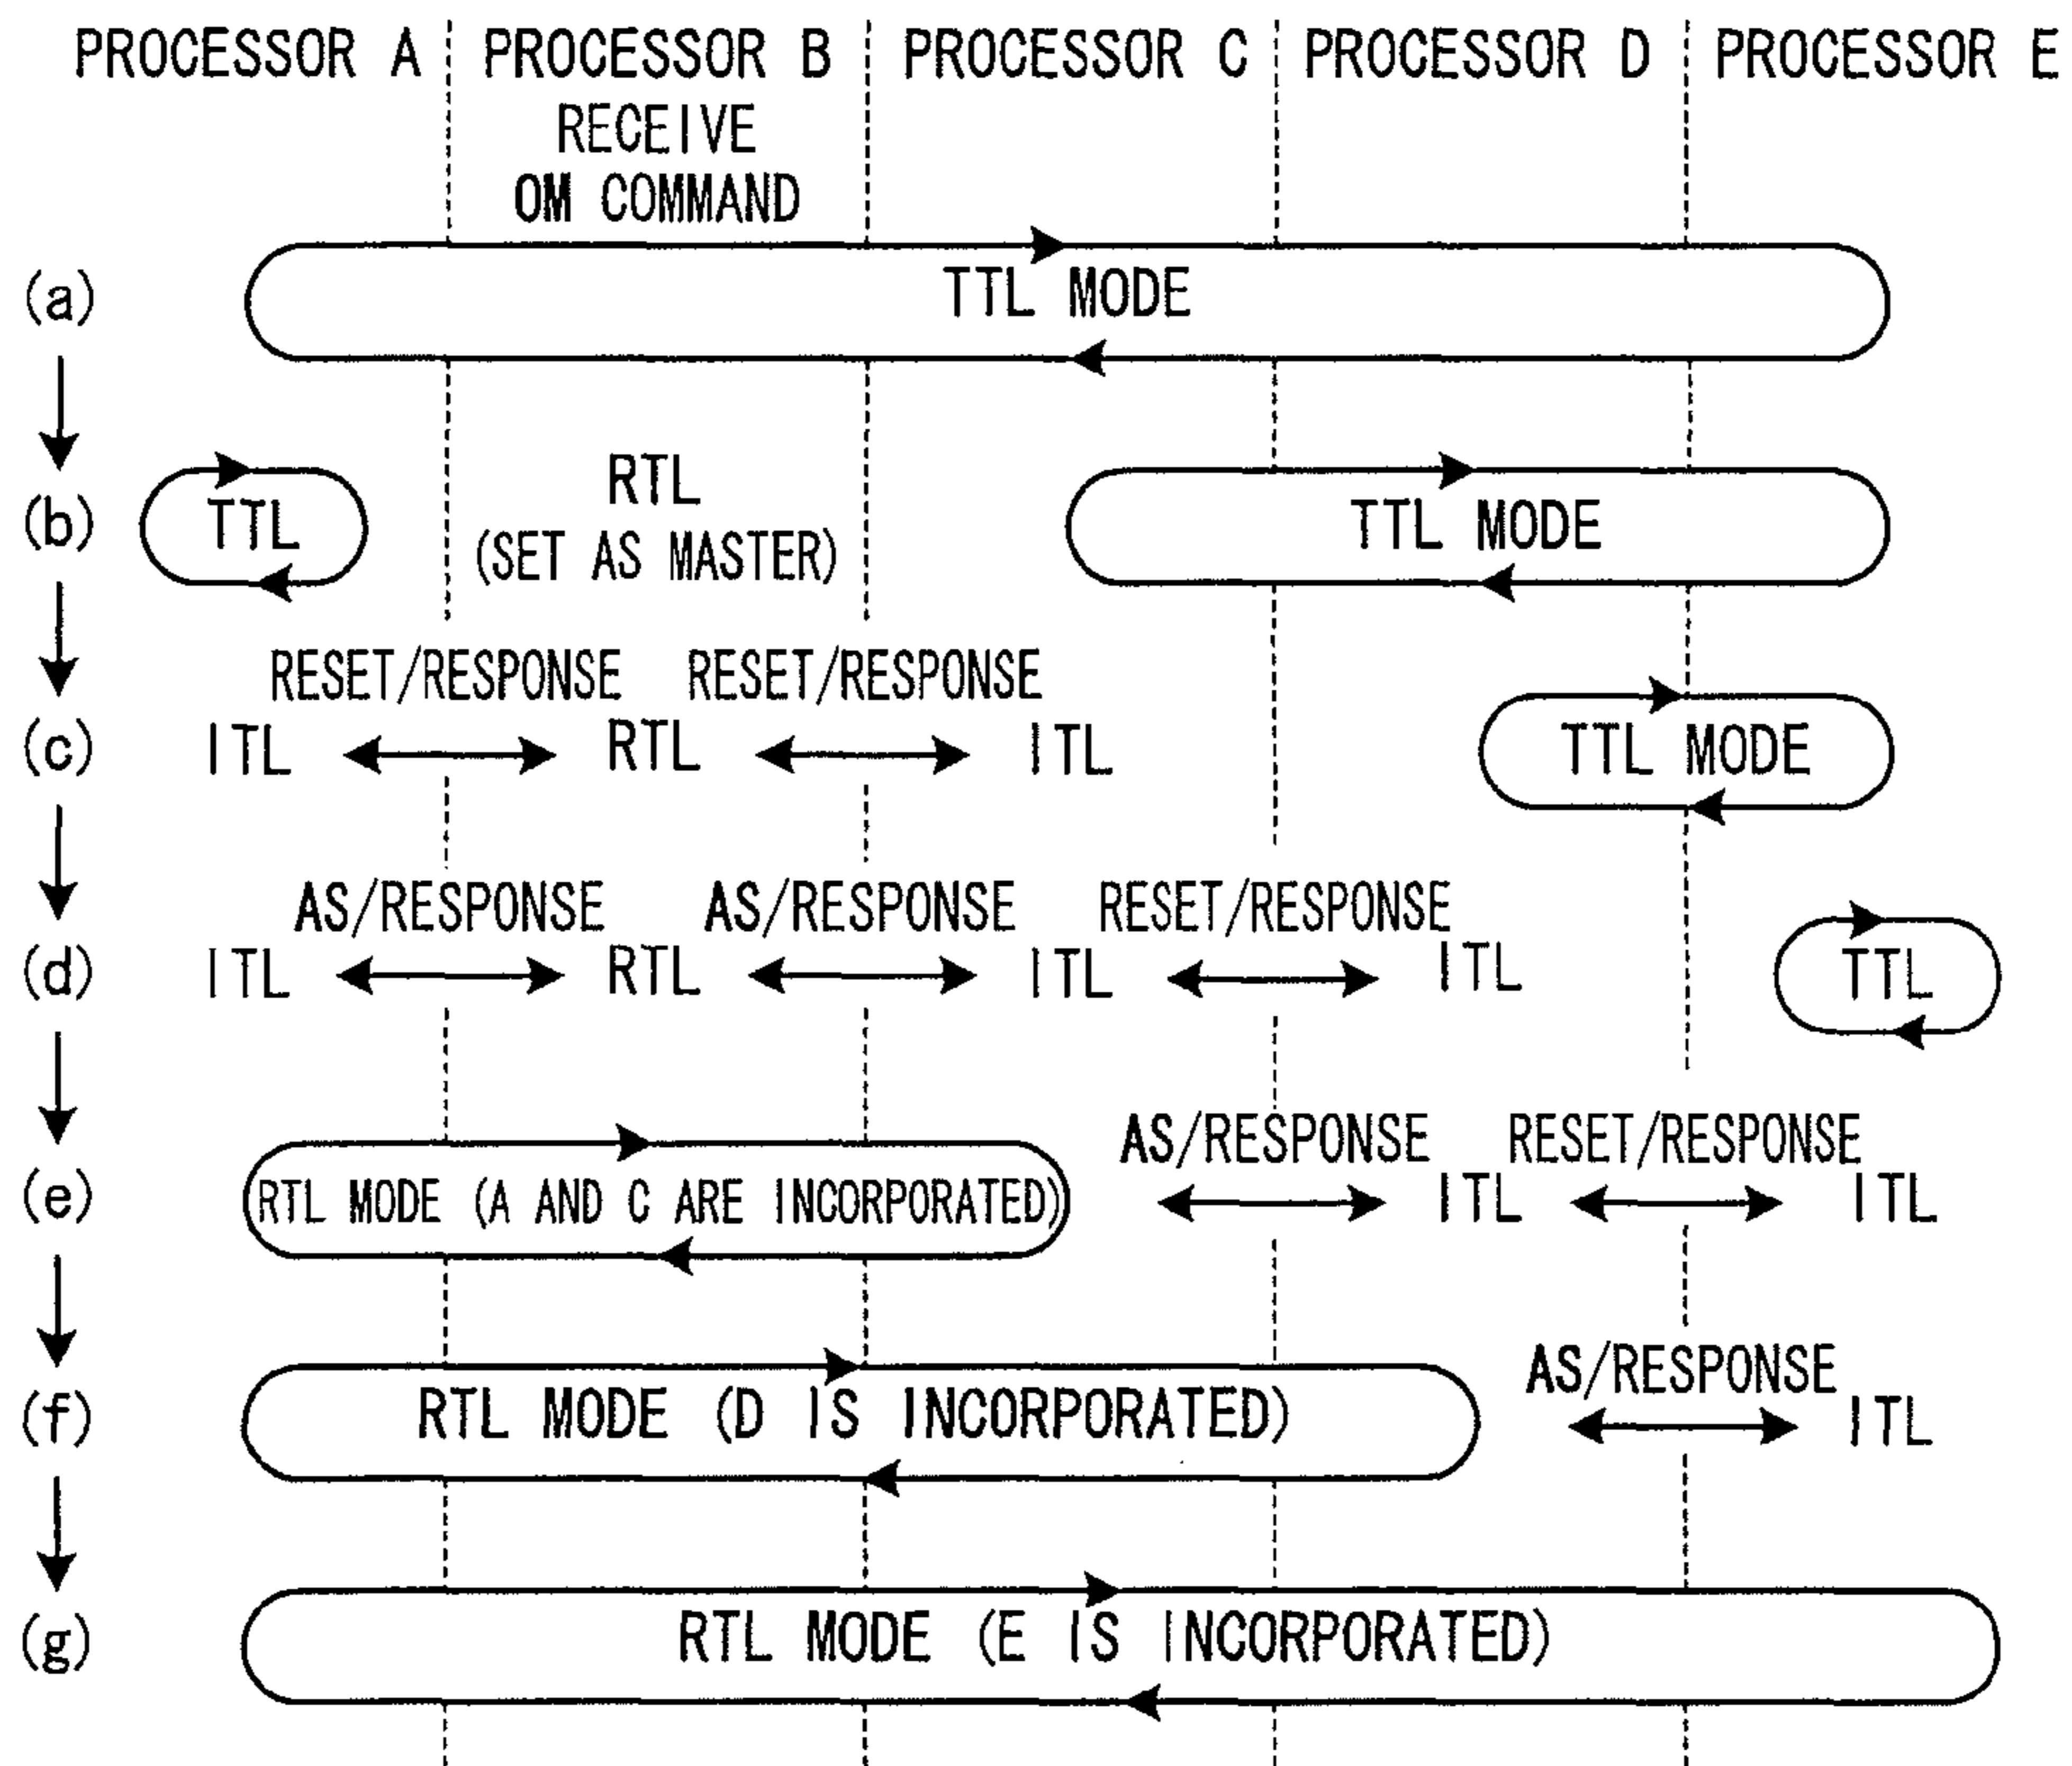 PROCESSOR A PROCESSOR B PROCESSOR C PROCESSOR D PROCESSOR E
RECEIVE
OM COMMAND
(a) TTL MODE
(b) TTL RTL TTL MODE
(SET AS MASTER)
RESET/RESPONSE RESET/RESPONSE
(c) ITL RTL ITL TTL MODE
AS/RESPONSE AS/RESPONSE RESET/RESPONSE
(d) ITL RTL ITL ITL TTL
AS/RESPONSE RESET/RESPONSE
(e) RTL MODE (A AND C ARE INCORPORATED) ITL ITL
AS/RESPONSE
(f) RTL MODE (D IS INCORPORATED) ITL
(g) RTL MODE (E IS INCORPORATED)